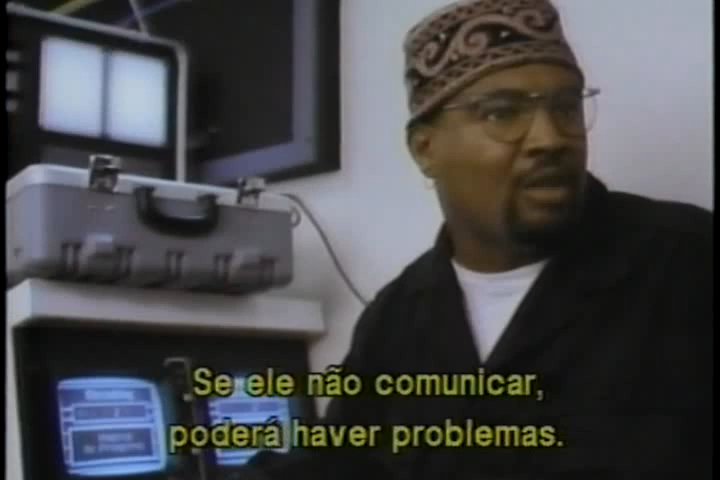 Se ele não comunicar,
poderá haver problemas.